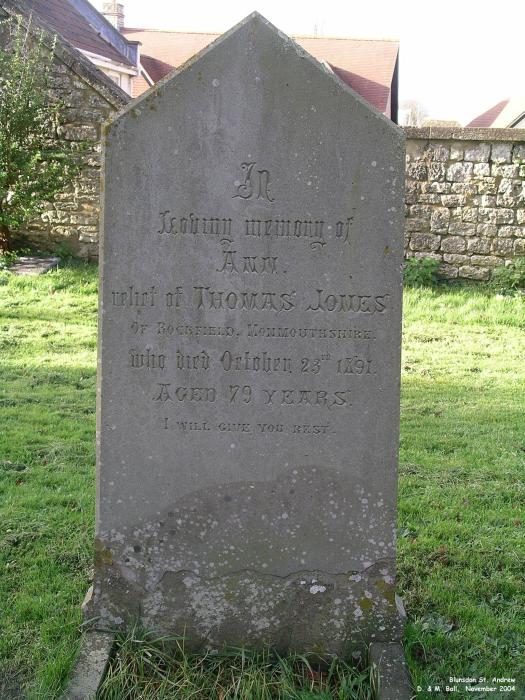 In
Loving memory of
ANN.
relict of THOMAS JONES
OF ROCKFIELD, MONMOUTHSHIRE.
who died October 23rd 1891.
AGED 79 YEARS.
I WILL GIVE YOU REST.
Blunsdon St. Andrew
D. & M. Ball, November 2004